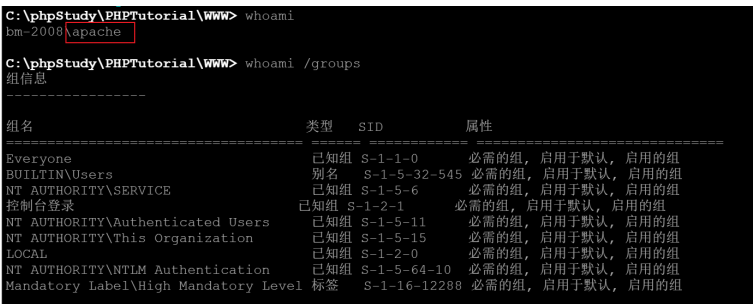 C:\phpStudy\PHPTutorial\WWW> whoami
bm-2008\apache
C:\phpStudy\PHPTutorial\WWW> whoami /groups
组信息
-----------------
组名 类型 SID 属性
====================================== ====== ============ ==============================
Everyone 已知组 S-1-1-0 必需的组, 启用于默认, 启用的组
BUILTIN\Users 别名 S-1-5-32-545 必需的组, 启用于默认, 启用的组
NT AUTHORITY\SERVICE 已知组 S-1-5-6 必需的组, 启用于默认, 启用的组
控制台登录 已知组 S-1-2-1 必需的组, 启用于默认, 启用的组
NT AUTHORITY\Authenticated Users 已知组 S-1-5-11 必需的组, 启用于默认, 启用的组
NT AUTHORITY\This Organization 已知组 S-1-5-15 必需的组, 启用于默认, 启用的组
LOCAL 已知组 S-1-2-0 必需的组, 启用于默认, 启用的组
NT AUTHORITY\NTLM Authentication 已知组 S-1-5-64-10 必需的组, 启用于默认, 启用的组
Mandatory Label\High Mandatory Level 标签 S-1-16-12288 必需的组, 启用于默认, 启用的组